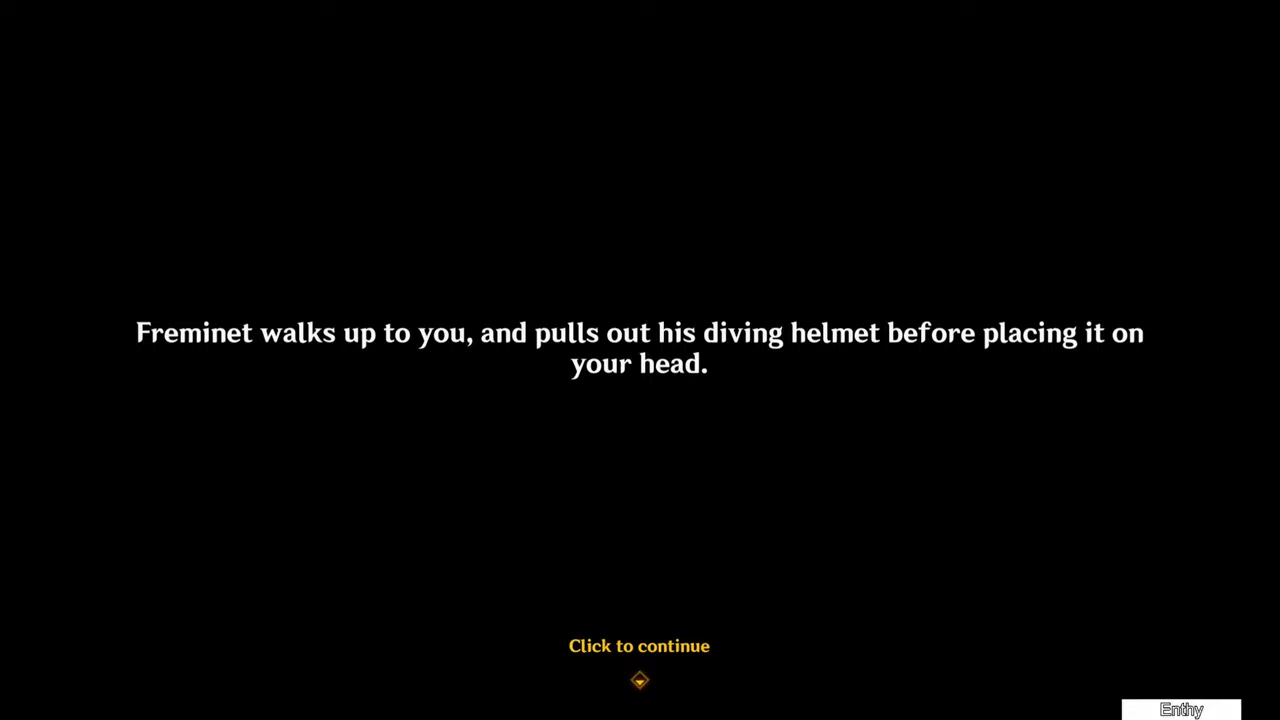 Freminet walks up to you, and pulls out his diving helmet before placing it on
your head.
Click to continue
Enthy